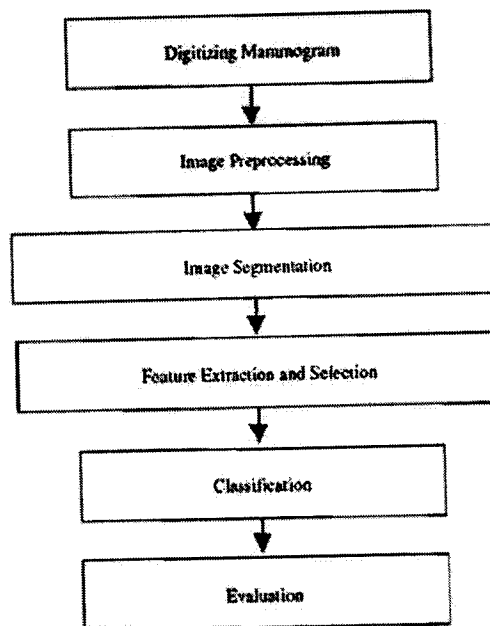 Digitizing Mammogram
Image Preprocessing
Image Segmentation
Feature Extraction and Selection
Classification
Evaluation